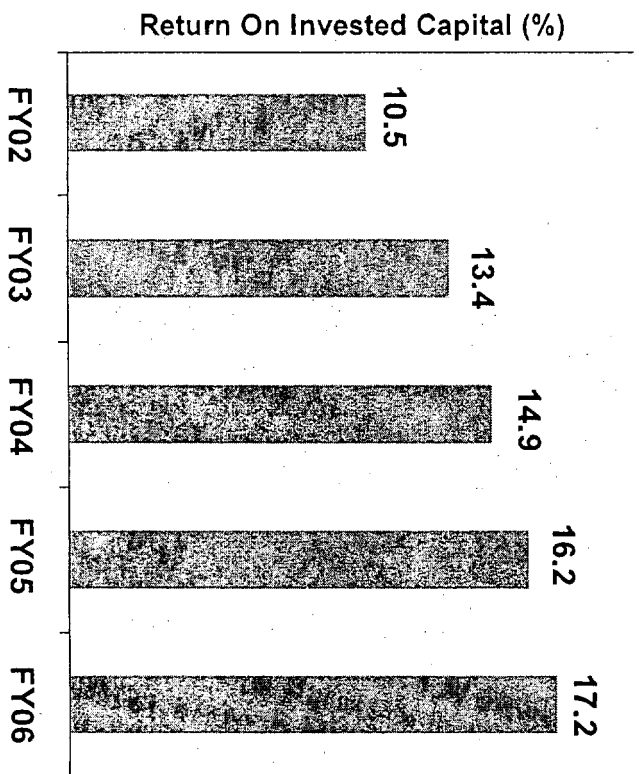 Return On Invested Capital (%)
10.5
13.4
14.9
16.2
17.2
FY02
FY03
FY04
FY05
FY06